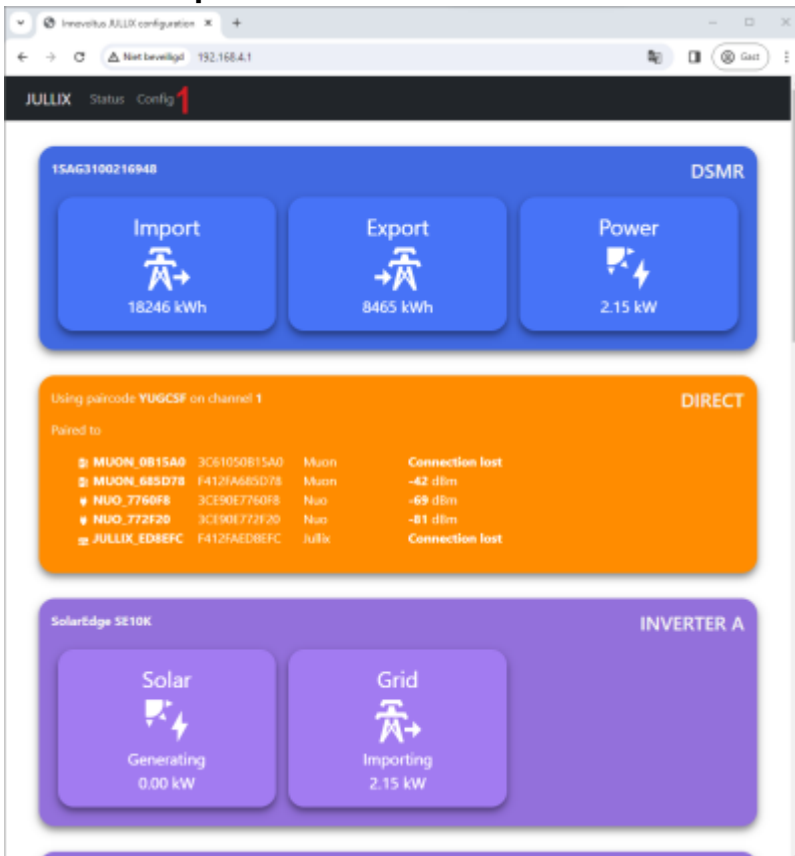 Innovoltus JULLIX configuration
Niet beveiligd 192.168.4.1 Gast
JULLIX Status Config 1
1SAG3100216948 DSMR
Import Export Power
18246 kWh 8465 kWh 2.15 kW
Using paircode YUGCSF on channel 1 DIRECT
Paired to
MUON_0B15A0 3C61050B15A0 Muon Connection lost
MUON_685D78 F412FA685D78 Muon -42 dBm
NUO_7760F8 3CE90E7760F8 Nuo -69 dBm
NUO_772F20 3CE90E772F20 Nuo -81 dBm
JULLIX_ED8EFC F412FAED8EFC Jullix Connection lost
SolarEdge SE10K INVERTER A
Solar Grid
Generating Importing
0.00 kW 2.15 kW